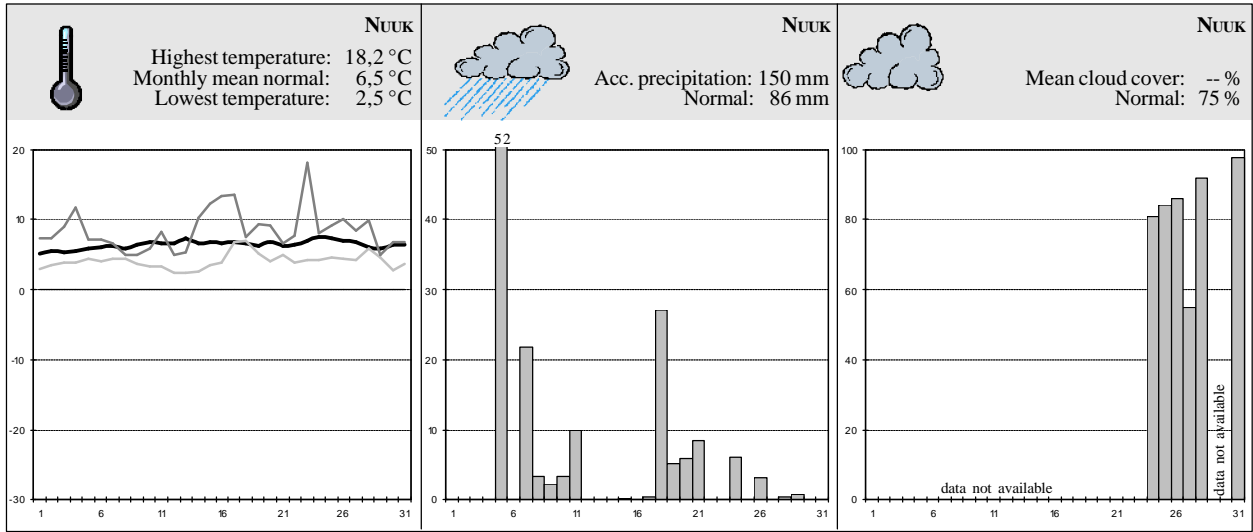 NUUK
Highest temperature: 18,2 °C
Monthly mean normal: 6,5 °C
Lowest temperature: 2,5 °C
20
10
0
-10
-20
-30
1 6 11 16 21 26 31
NUUK
Acc. precipitation: 150 mm
Normal: 86 mm
52
50
40
30
20
10
0
1 6 11 16 21 26 31
NUUK
Mean cloud cover: -- %
Normal: 75 %
100
80
60
40
20
0
data not available
data not available
1 6 11 16 21 26 31